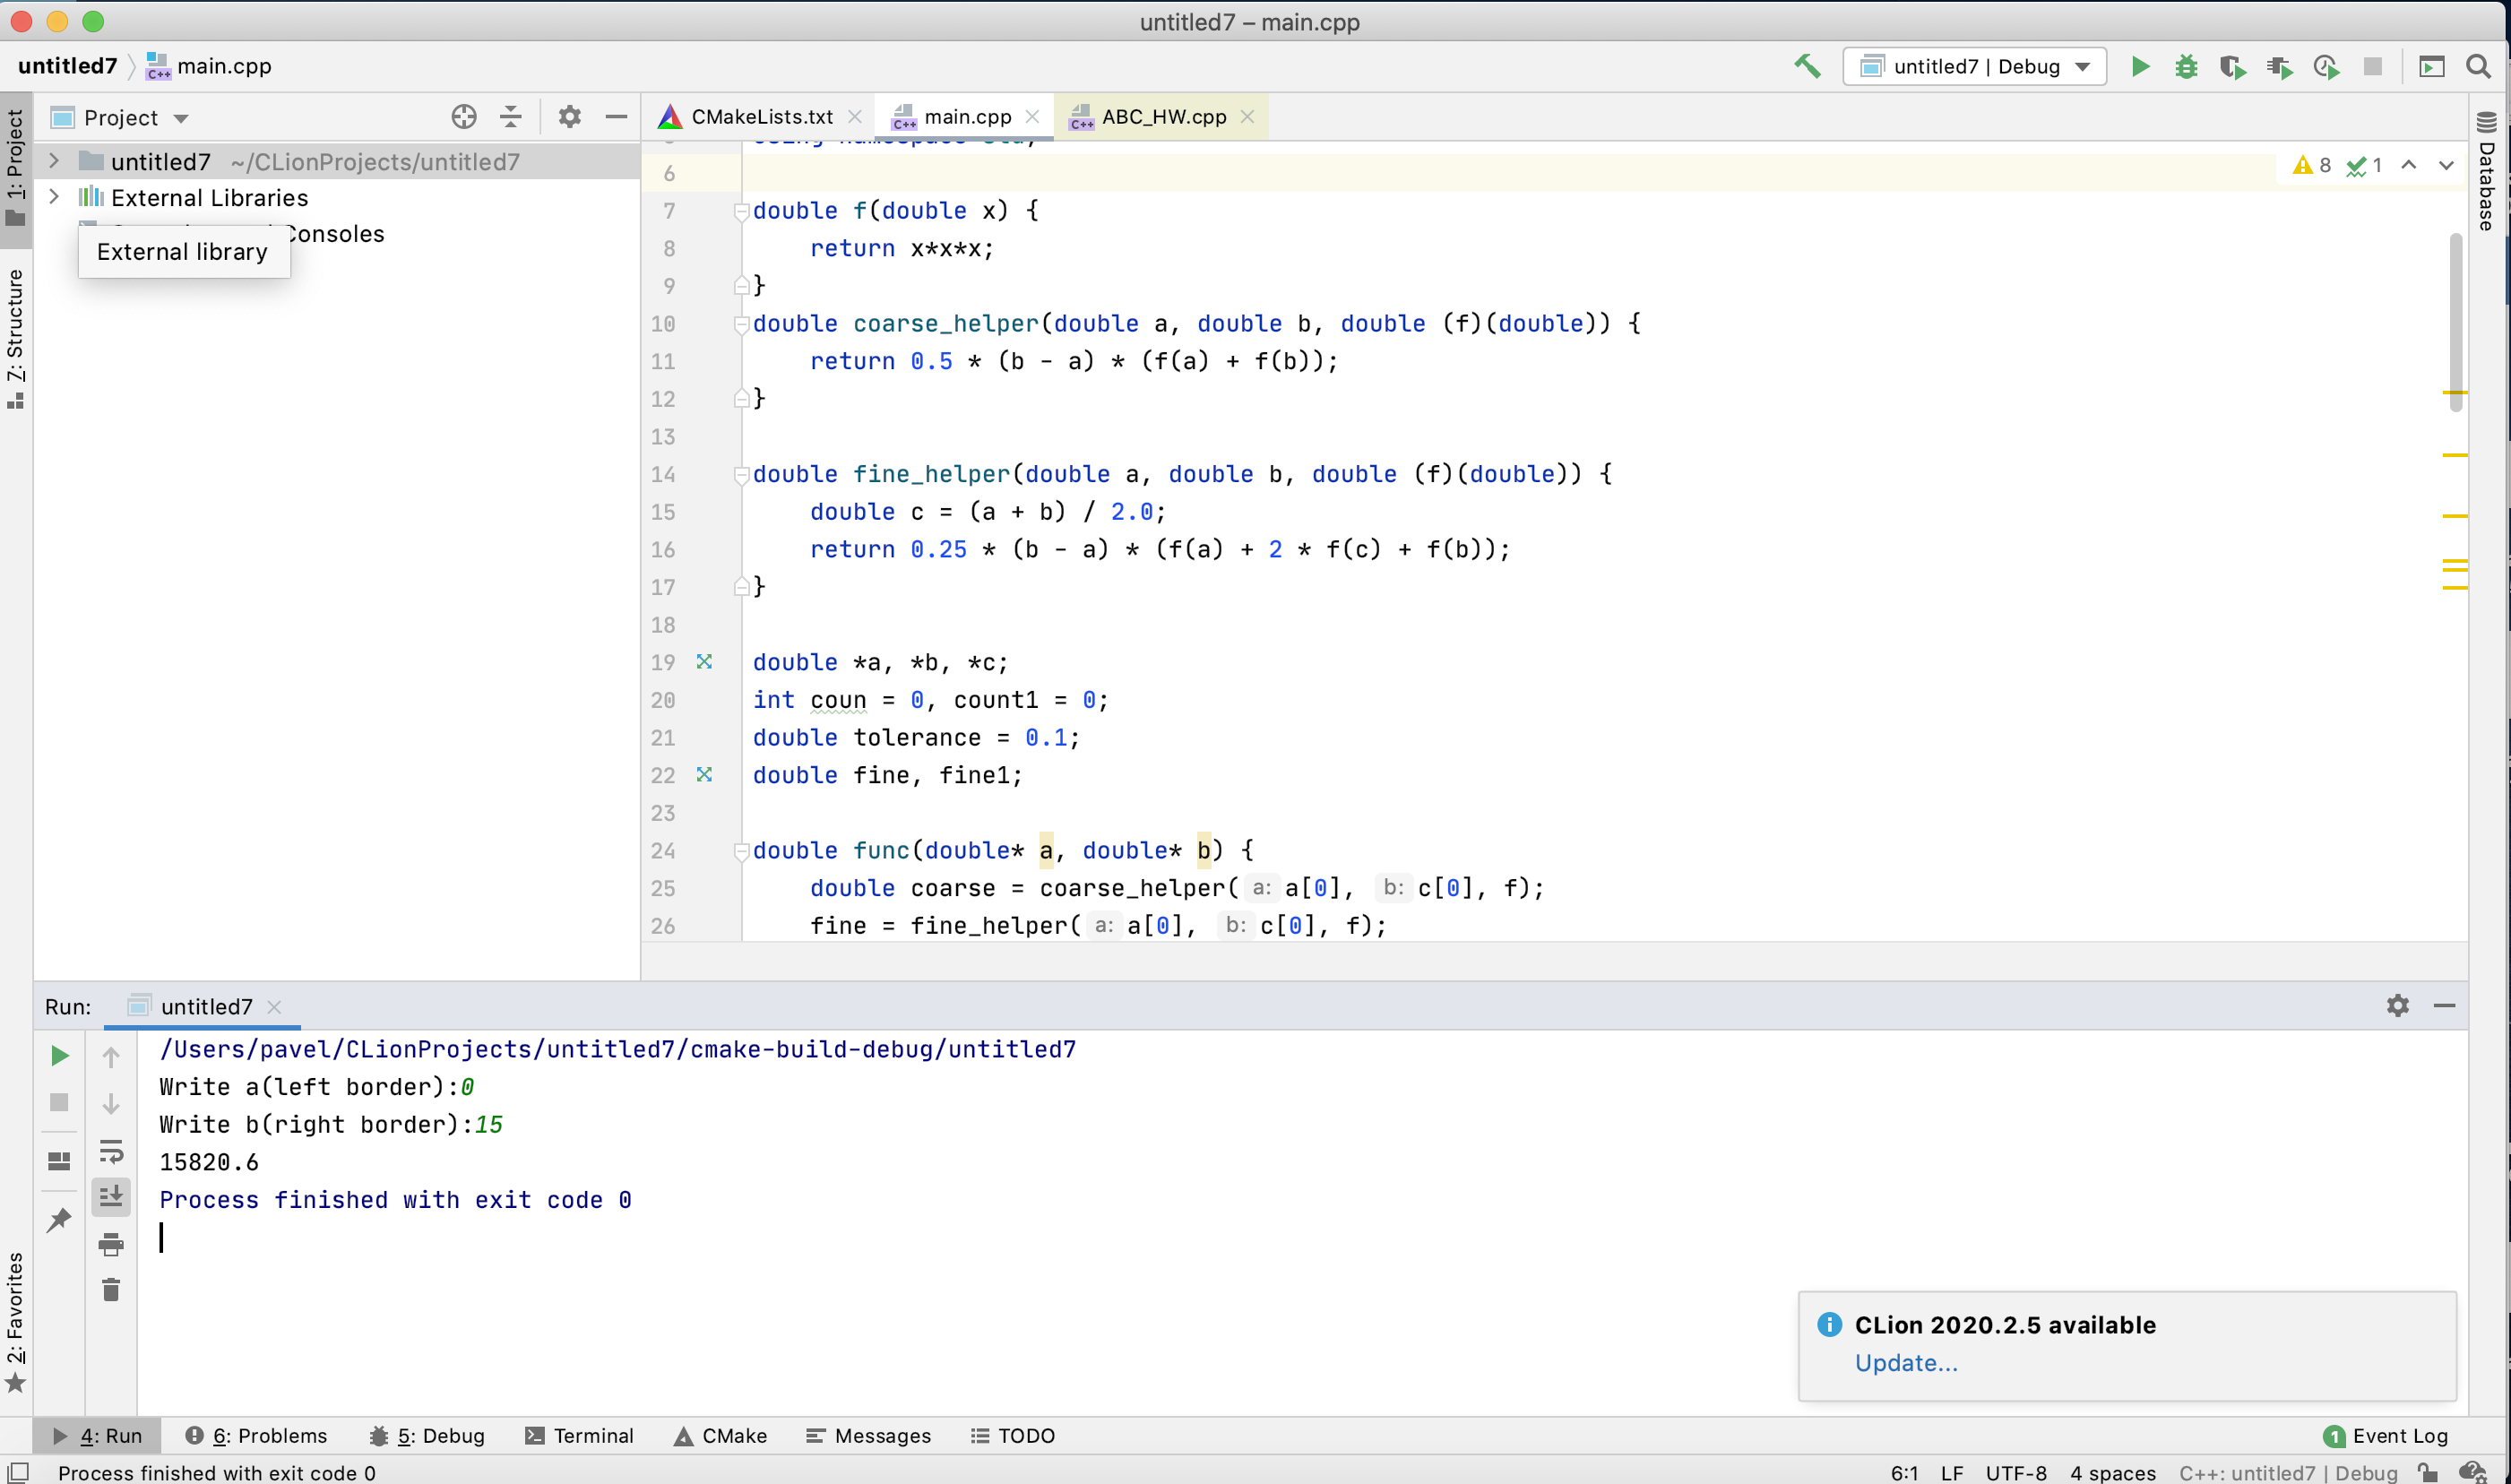 untitled7 – main.cpp
untitled7 main.cpp
untitled7 | Debug
1: Project
Project
CMakeLists.txt
main.cpp
ABC_HW.cpp
Database
untitled7 ~/CLionProjects/untitled7
External Libraries
Consoles
External library
Z: Structure
8 1
6
7 double f(double x) {
8 return x*x*x;
9 }
10 double coarse_helper(double a, double b, double (f)(double)) {
11 return 0.5 * (b - a) * (f(a) + f(b));
12 }
13
14 double fine_helper(double a, double b, double (f)(double)) {
15 double c = (a + b) / 2.0;
16 return 0.25 * (b - a) * (f(a) + 2 * f(c) + f(b));
17 }
18
19 double *a, *b, *c;
20 int coun = 0, count1 = 0;
21 double tolerance = 0.1;
22 double fine, fine1;
23
24 double func(double* a, double* b) {
25 double coarse = coarse_helper( a: a[0], b: c[0], f);
26 fine = fine_helper( a: a[0], b: c[0], f);
Run: untitled7
/Users/pavel/CLionProjects/untitled7/cmake-build-debug/untitled7
Write a(left border):0
Write b(right border):15
15820.6
Process finished with exit code 0
2: Favorites
CLion 2020.2.5 available
Update...
4: Run 6: Problems 5: Debug Terminal CMake Messages TODO 1 Event Log
Process finished with exit code 0 6:1 LF UTF-8 4 spaces C++: untitled7 | Debug